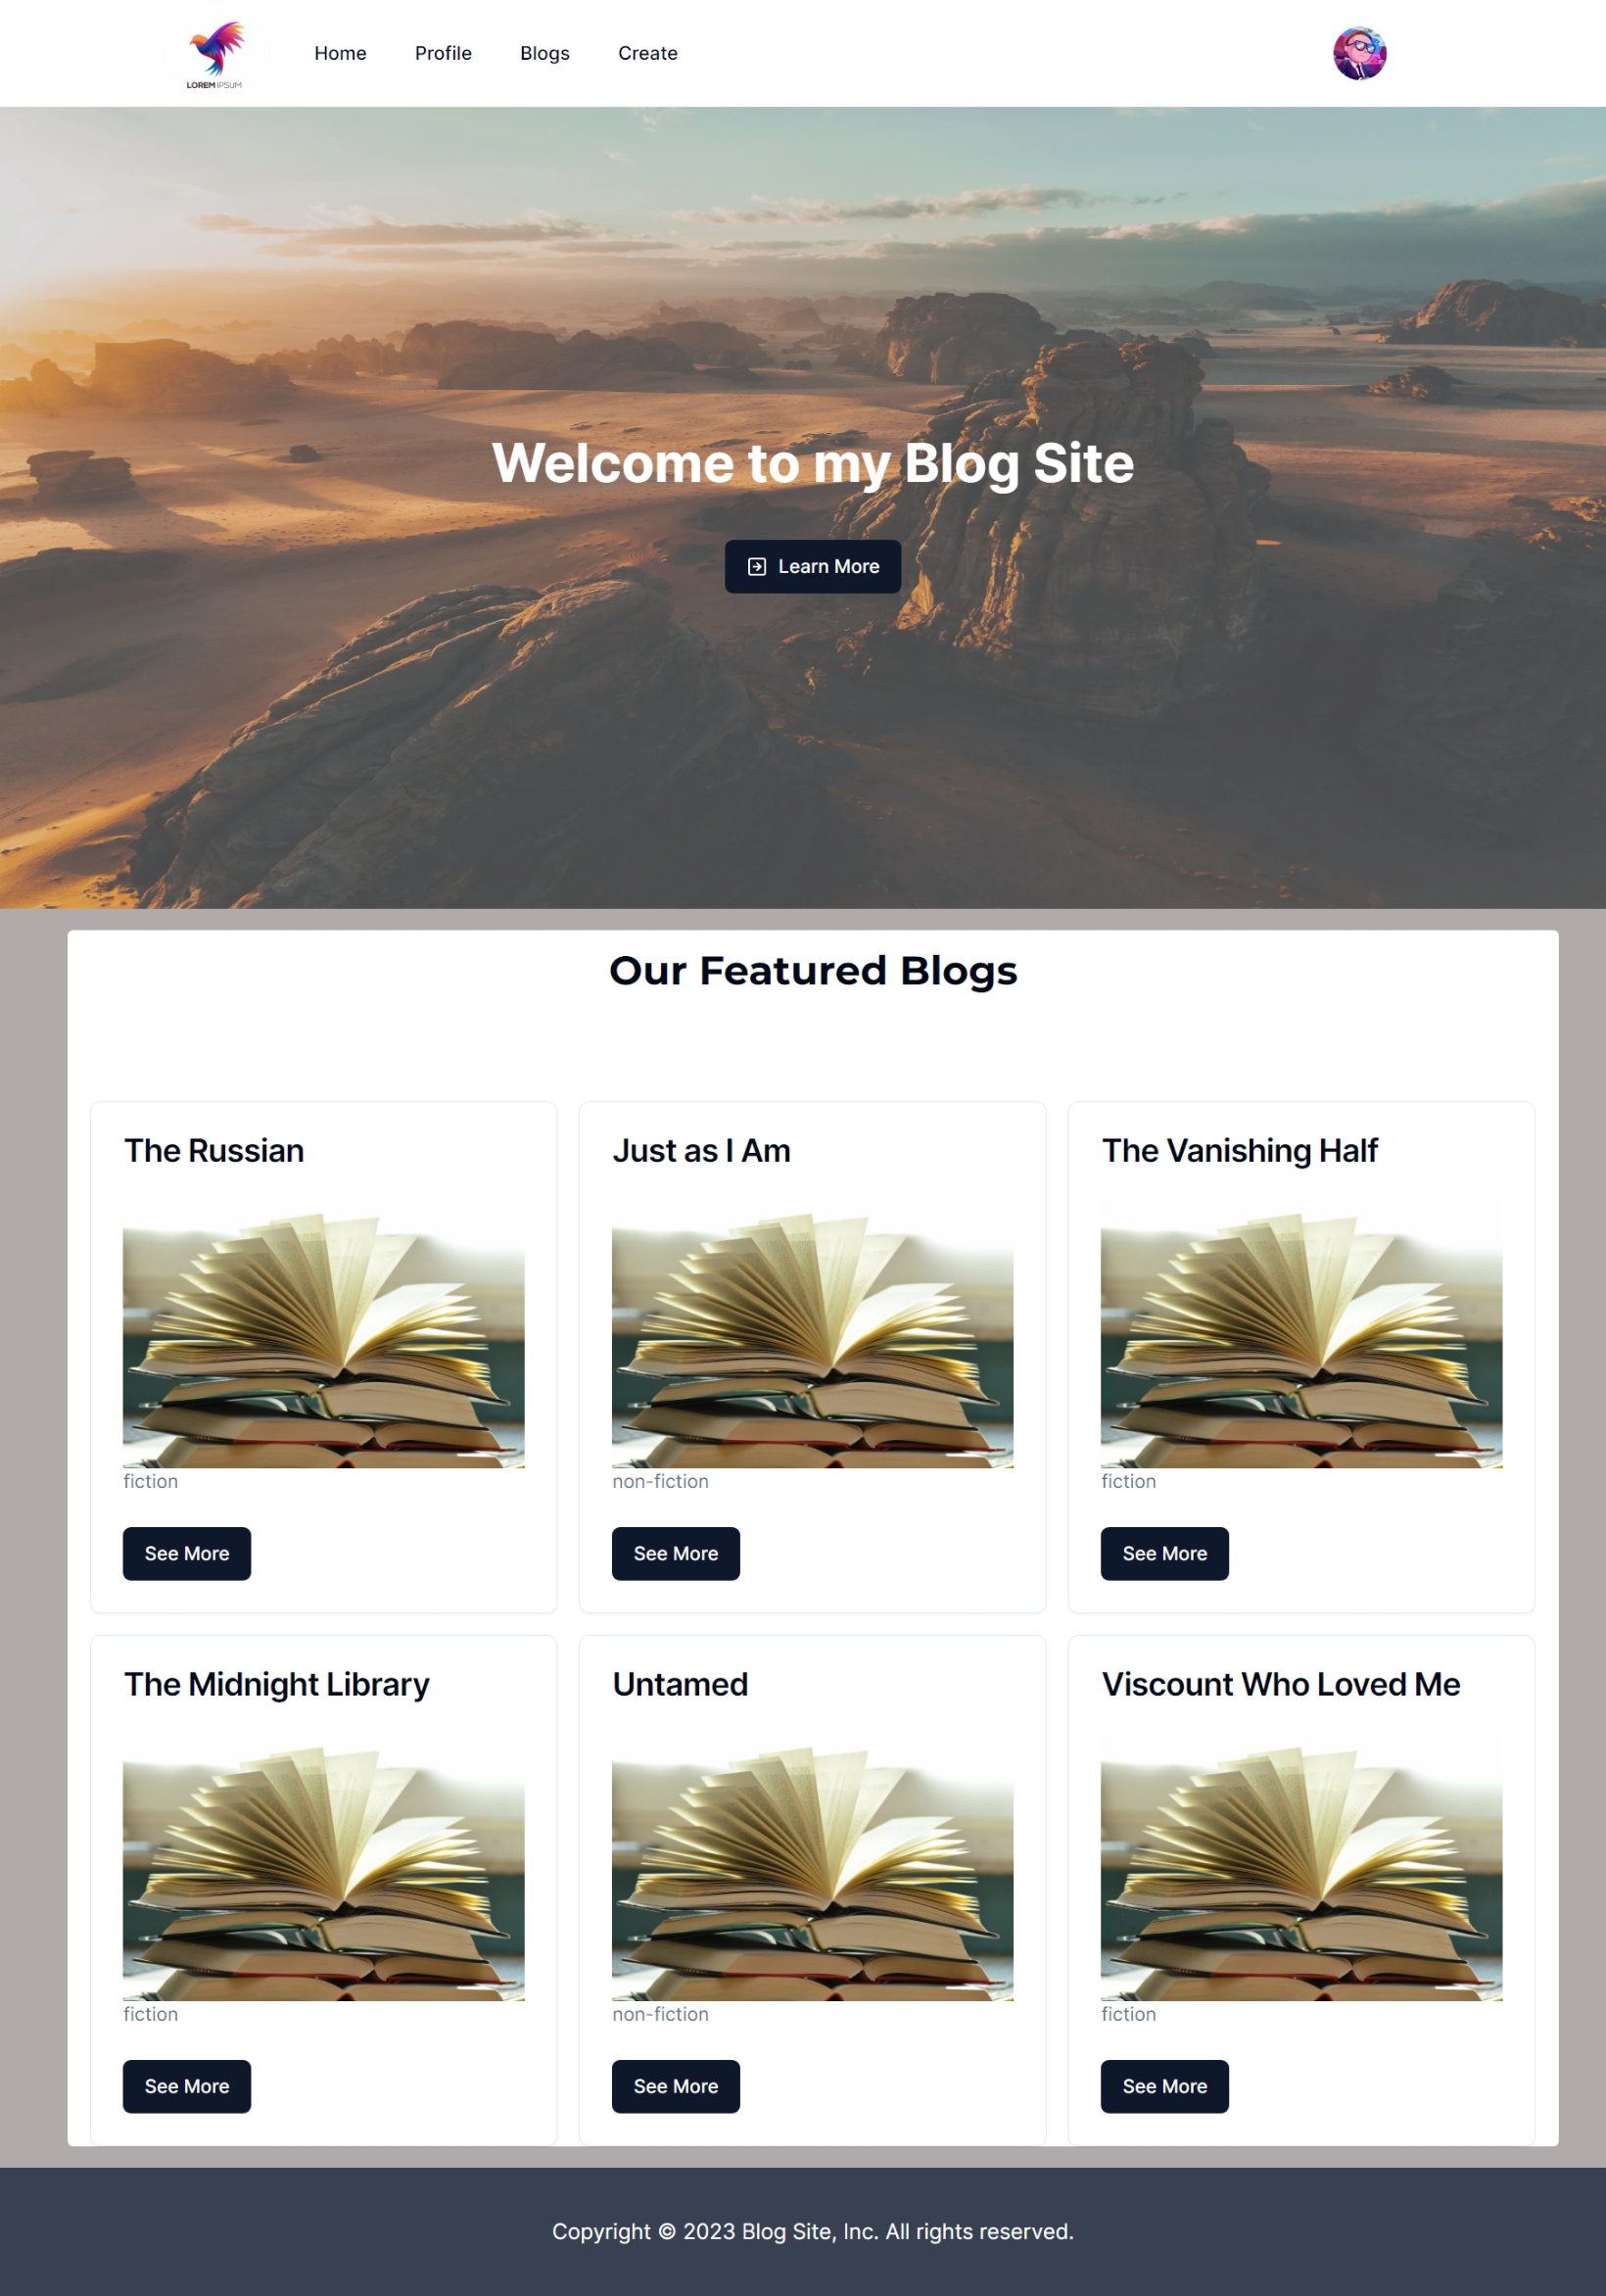 LOREM IPSUM
Home Profile Blogs Create
Welcome to my Blog Site
Learn More
Our Featured Blogs
The Russian
fiction
See More
Just as I Am
non-fiction
See More
The Vanishing Half
fiction
See More
The Midnight Library
fiction
See More
Untamed
non-fiction
See More
Viscount Who Loved Me
fiction
See More
Copyright © 2023 Blog Site, Inc. All rights reserved.